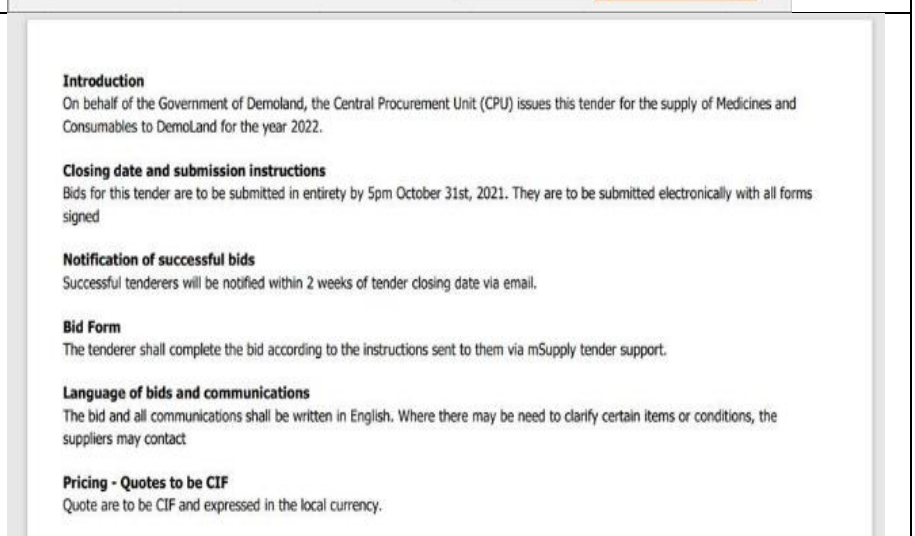 Introduction
On behalf of the Government of Demoland, the Central Procurement Unit (CPU) issues this tender for the supply of Medicines and
Consumables to DemoLand for the year 2022.
Closing date and submission instructions
Bids for this tender are to be submitted in entirety by 5pm October 31st, 2021. They are to be submitted electronically with all forms
signed
Notification of successful bids
Successful tenderers will be notified within 2 weeks of tender closing date via email.
Bid Form
The tenderer shall complete the bid according to the instructions sent to them via mSupply tender support.
Language of bids and communications
The bid and all communications shall be written in English. Where there may be need to clarify certain items or conditions, the
suppliers may contact
Pricing - Quotes to be CIF
Quote are to be CIF and expressed in the local currency.